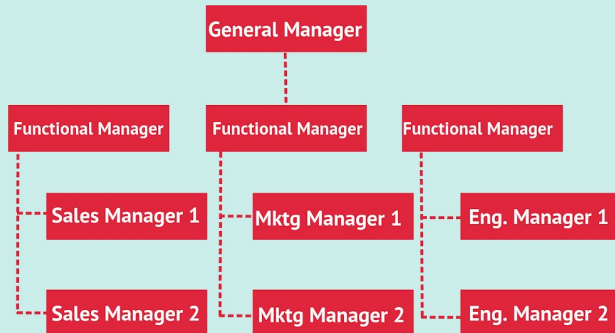 General Manager
Functional Manager
Functional Manager
Functional Manager
Sales Manager 1
Mktg Manager 1
Eng. Manager 1
Sales Manager 2
Mktg Manager 2
Eng. Manager 2